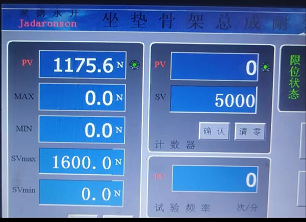 Jadaronson
坐垫骨架总成耐
PV 1175.6 N
MAX 0.0 N
MIN 0.0 N
SVmax 1600.0 N
SVmin 0.0 N
PV 0
SV 5000
确认 清零
计数器
0
试验频率 次/分
限位状态